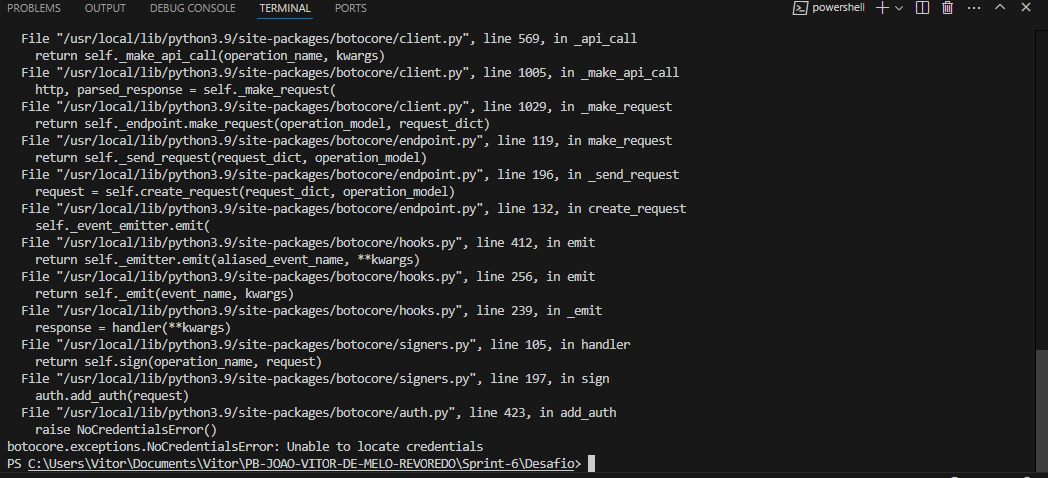 PROBLEMS OUTPUT DEBUG CONSOLE TERMINAL PORTS powershell
File "/usr/local/lib/python3.9/site-packages/botocore/client.py", line 569, in _api_call
return self._make_api_call(operation_name, kwargs)
File "/usr/local/lib/python3.9/site-packages/botocore/client.py", line 1005, in _make_api_call
http, parsed_response = self._make_request(
File "/usr/local/lib/python3.9/site-packages/botocore/client.py", line 1029, in _make_request
return self._endpoint.make_request(operation_model, request_dict)
File "/usr/local/lib/python3.9/site-packages/botocore/endpoint.py", line 119, in make_request
return self._send_request(request_dict, operation_model)
File "/usr/local/lib/python3.9/site-packages/botocore/endpoint.py", line 196, in _send_request
request = self.create_request(request_dict, operation_model)
File "/usr/local/lib/python3.9/site-packages/botocore/endpoint.py", line 132, in create_request
self._event_emitter.emit(
File "/usr/local/lib/python3.9/site-packages/botocore/hooks.py", line 412, in emit
return self._emitter.emit(aliased_event_name, **kwargs)
File "/usr/local/lib/python3.9/site-packages/botocore/hooks.py", line 256, in emit
return self._emit(event_name, kwargs)
File "/usr/local/lib/python3.9/site-packages/botocore/hooks.py", line 239, in _emit
response = handler(**kwargs)
File "/usr/local/lib/python3.9/site-packages/botocore/signers.py", line 105, in handler
return self.sign(operation_name, request)
File "/usr/local/lib/python3.9/site-packages/botocore/signers.py", line 197, in sign
auth.add_auth(request)
File "/usr/local/lib/python3.9/site-packages/botocore/auth.py", line 423, in add_auth
raise NoCredentialsError()
botocore.exceptions.NoCredentialsError: Unable to locate credentials
PS C:\Users\Vitor\Documents\Vitor\PB-JOAO-VITOR-DE-MELO-REVOREDO\Sprint-6\Desafio>